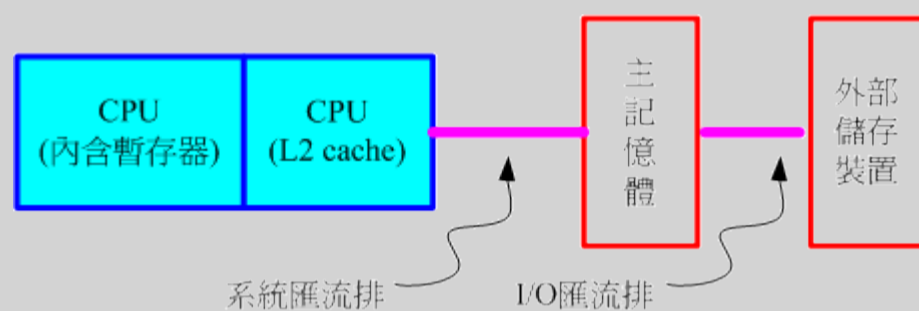 CPU
(內含暫存器)
CPU
(L2 cache)
主
記
憶
體
外部
儲存
裝置
系統匯流排
I/O匯流排